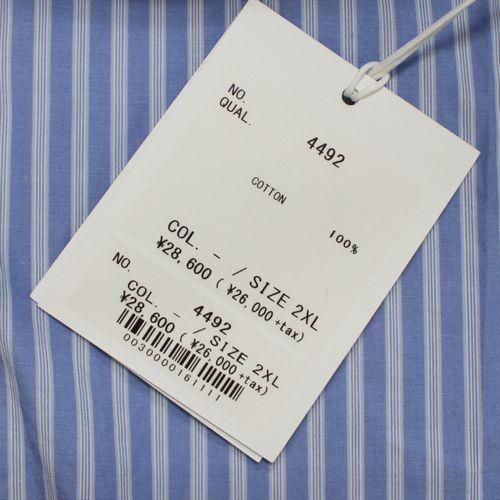 NO. 4492
QUAL.
COTTON 100%
COL. - / SIZE 2XL
¥28,600 ( ¥26,000 +tax)
NO. 4492
COL. - / SIZE 2XL
¥28,600 ( ¥26,000 +tax)
0030000161111